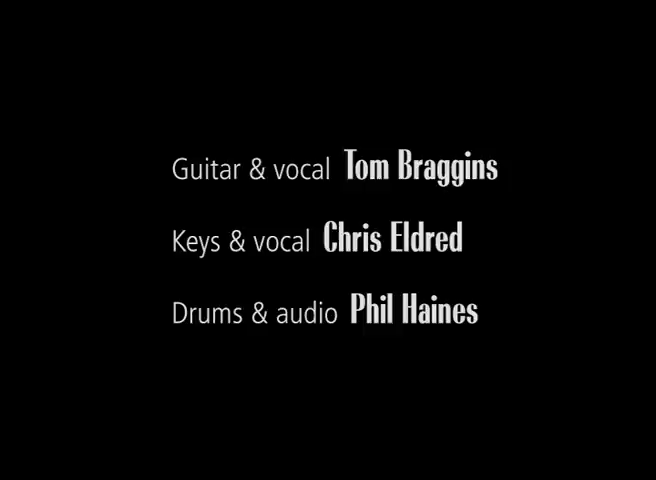 Guitar & vocal Tom Braggins
Keys & vocal Chris Eldred
Drums & audio Phil Haines